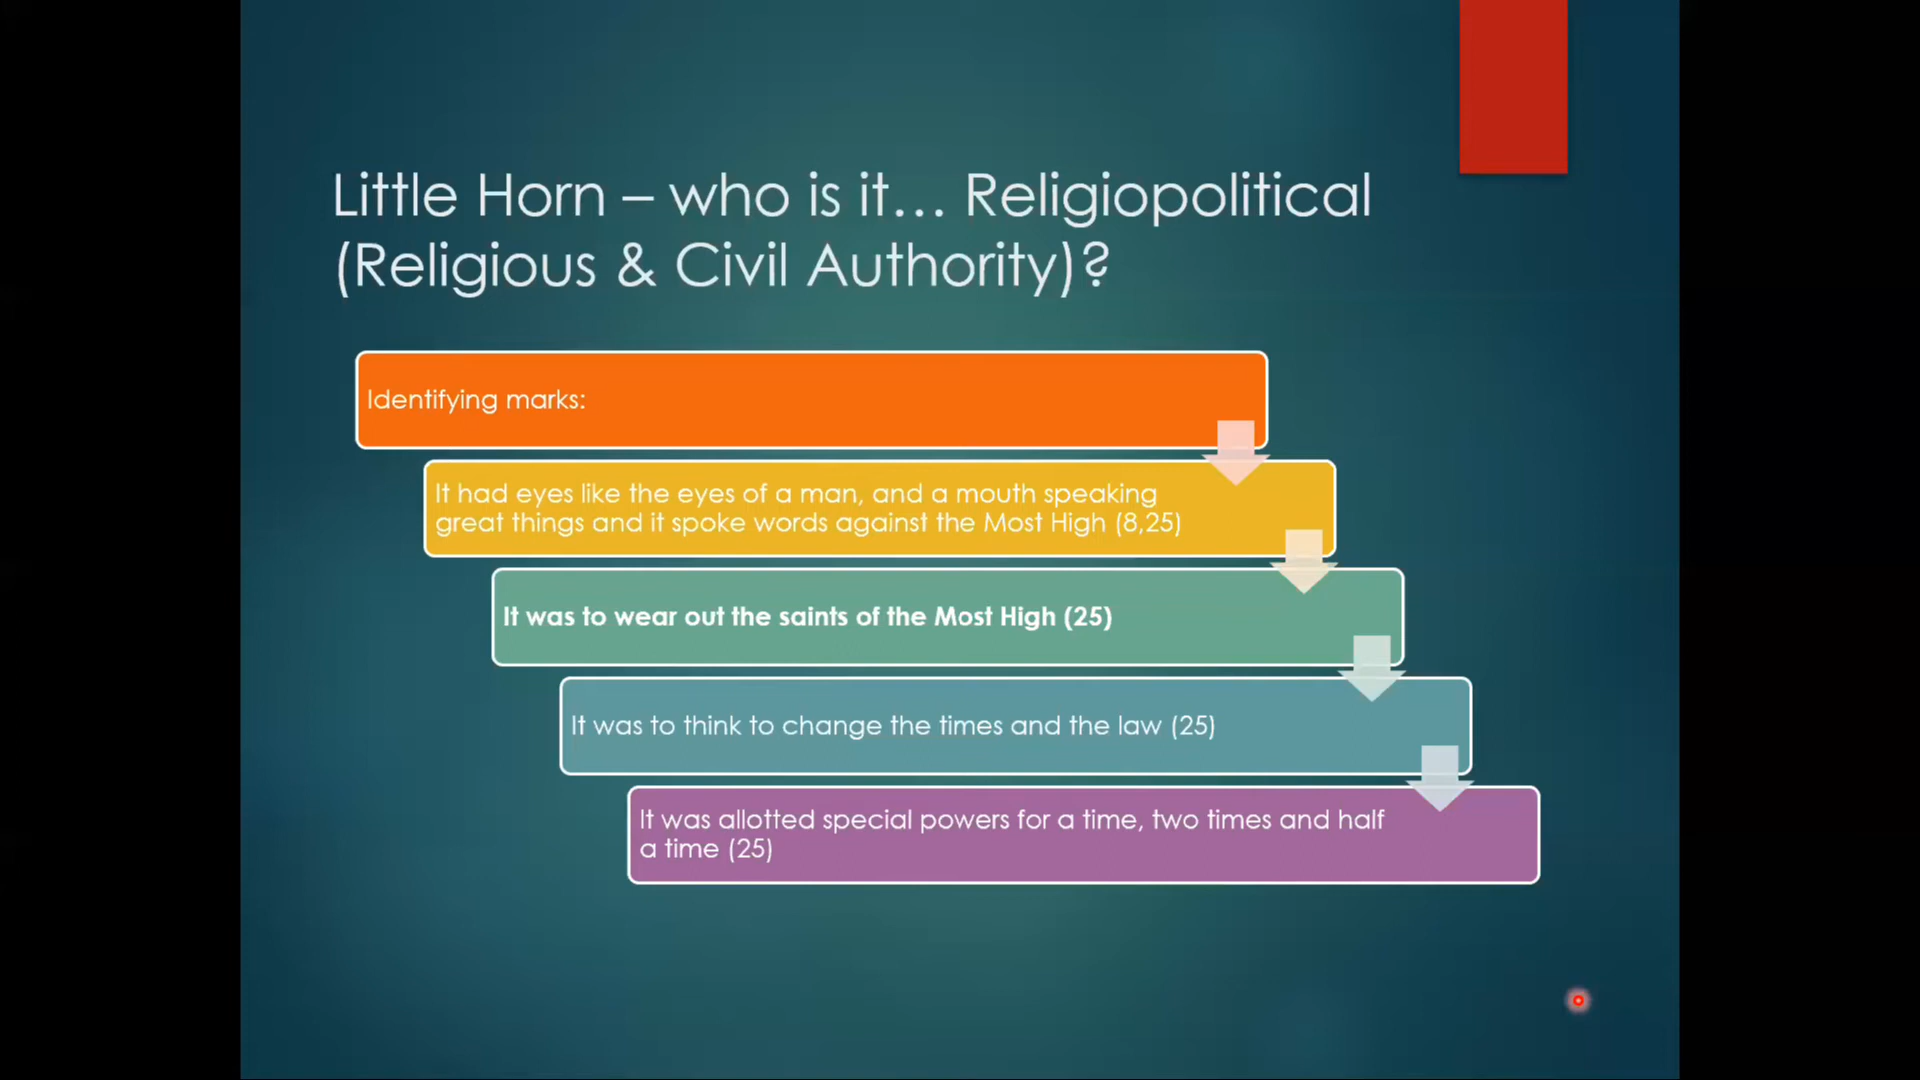 Little Horn – who is it… Religiopolitical
(Religious & Civil Authority)?
Identifying marks:
It had eyes like the eyes of a man, and a mouth speaking
great things and it spoke words against the Most High (8,25)
It was to wear out the saints of the Most High (25)
It was to think to change the times and the law (25)
It was allotted special powers for a time, two times and half
a time (25)